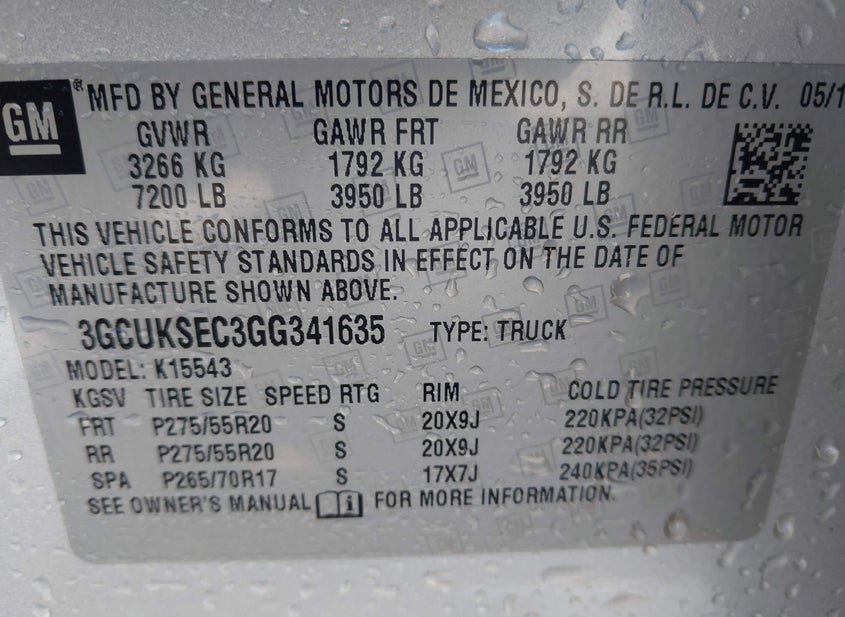 GM ® MFD BY GENERAL MOTORS DE MEXICO, S. DE R.L. DE C.V. 05/1
GVWR GAWR FRT GAWR RR
3266 KG 1792 KG 1792 KG
7200 LB 3950 LB 3950 LB
THIS VEHICLE CONFORMS TO ALL APPLICABLE U.S. FEDERAL MOTOR
VEHICLE SAFETY STANDARDS IN EFFECT ON THE DATE OF
MANUFACTURE SHOWN ABOVE.
3GCUKSEC3GG341635 TYPE: TRUCK
MODEL: K15543
KGSV TIRE SIZE SPEED RTG RIM COLD TIRE PRESSURE
FRT P275/55R20 S 20X9J 220KPA(32PSI)
RR P275/55R20 S 20X9J 220KPA(32PSI)
SPA P265/70R17 S 17X7J 240KPA(35PSI)
SEE OWNER'S MANUAL i FOR MORE INFORMATION.